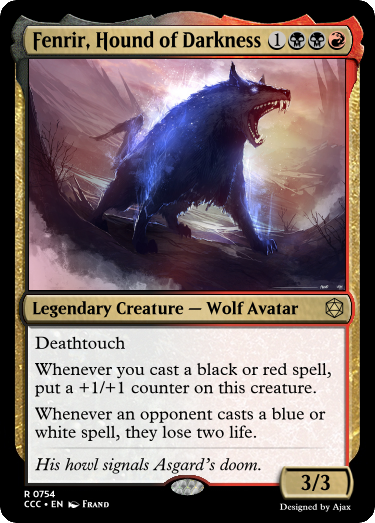 Fenrir, Hound of Darkness 1
Legendary Creature — Wolf Avatar
Deathtouch
Whenever you cast a black or red spell,
put a +1/+1 counter on this creature.
Whenever an opponent casts a blue or
white spell, they lose two life.
His howl signals Asgard's doom.
3/3
R 0754
CCC • EN FRAND
Designed by Ajax